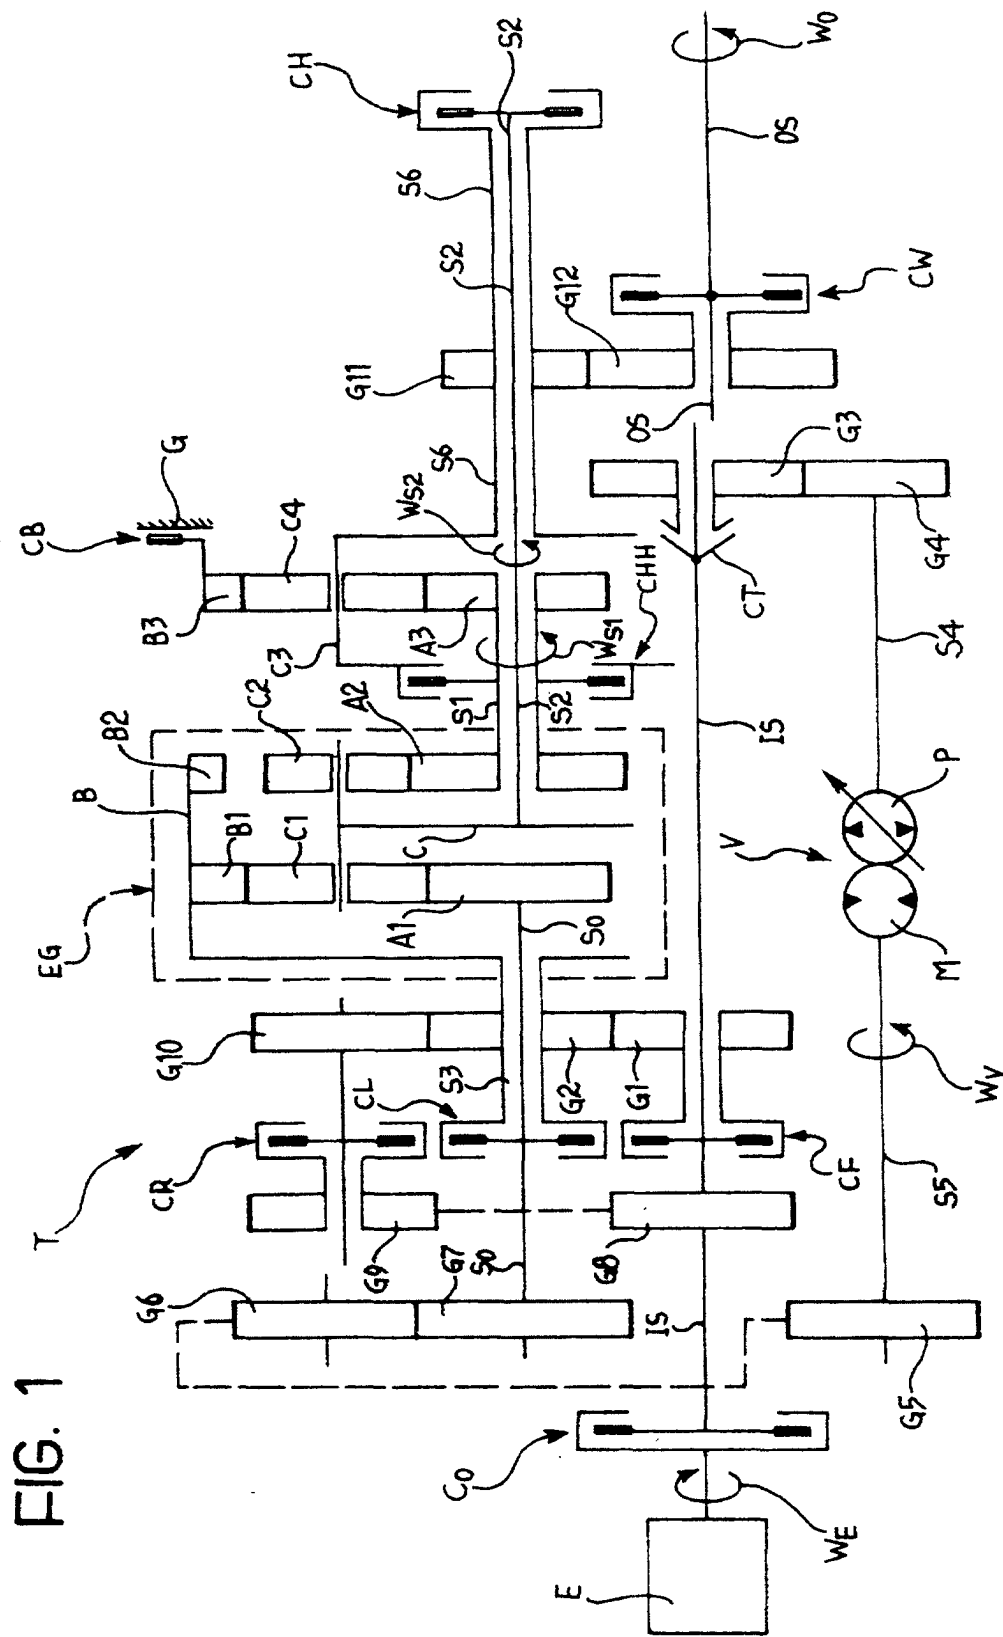 FIG. 1
T
EG
B
B2
CB
G
CH
S2
B1
C1
C2
A2
B3
C4
C3
A3
WS2
S6
S2
S6
G10
CR
CL
S3
G6
G9
G7
S0
G2
G1
G8
A1
S0
C
S1
S2
WS1
CHH
G11
G12
OS
W0
OS
CW
G3
G4
CT
IS
S4
V
P
M
WV
S5
CF
IS
G5
C0
WE
E